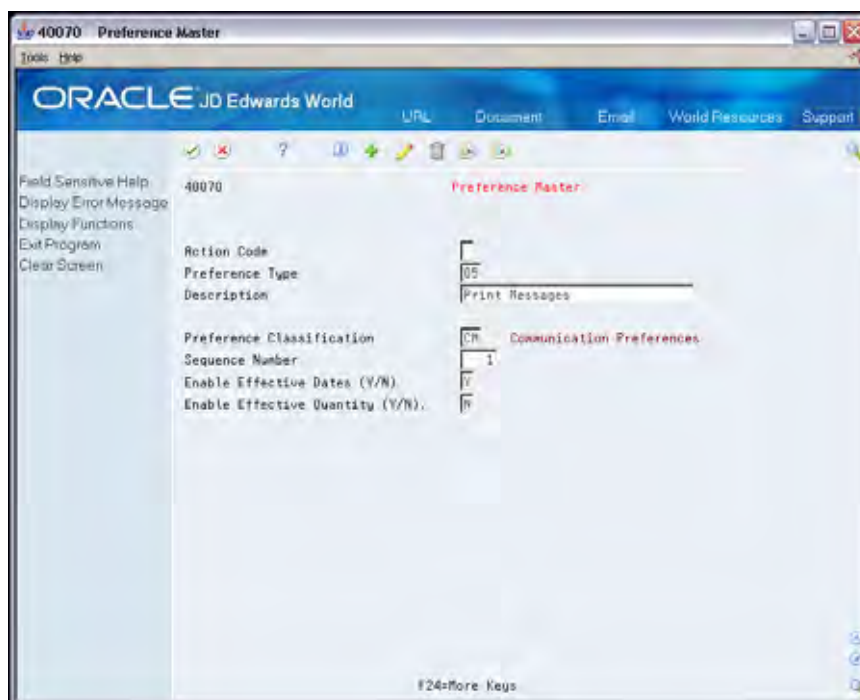 40070 Preference Master
Tools Help
ORACLE JD Edwards World
URL Document Email World Resources Support
?
Field Sensitive Help
Display Error Message
Display Functions
Exit Program
Clear Screen
40070 Preference Master
Action Code
Preference Type 05
Description Print Messages
Preference Classification CM Communication Preferences
Sequence Number 1
Enable Effective Dates (Y/N) Y
Enable Effective Quantity (Y/N). N
F24=More Keys